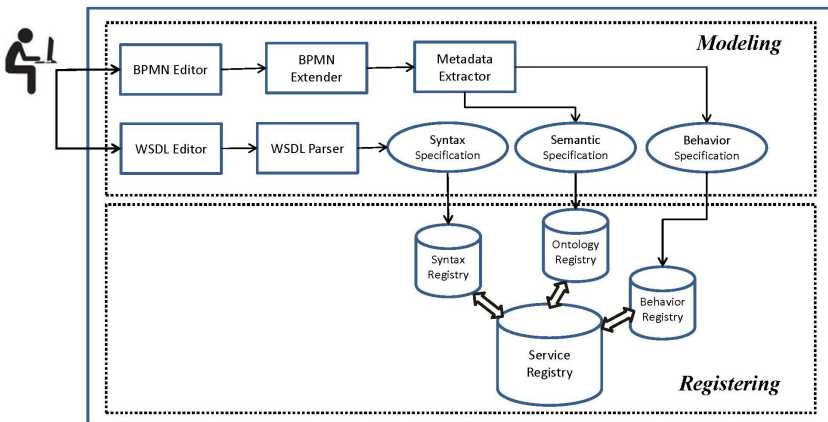 Modeling
BPMN Editor
BPMN
Extender
Metadata
Extractor
WSDL Editor
WSDL Parser
Syntax
Specification
Semantic
Specification
Behavior
Specification
Syntax
Registry
Ontology
Registry
Behavior
Registry
Service
Registry
Registering